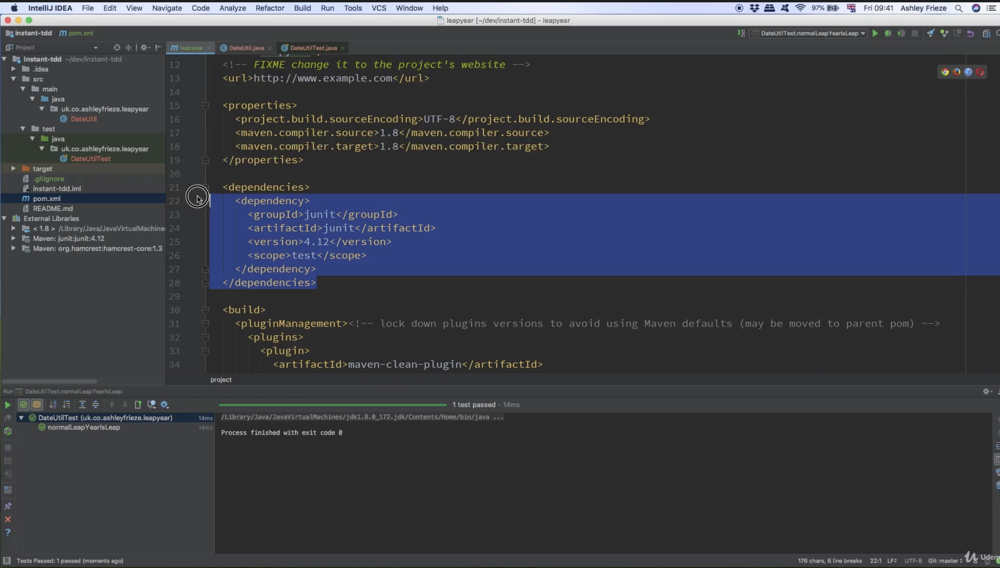 IntelliJ IDEA File Edit View Navigate Code Analyze Refactor Build Run Tools VCS Window Help 97% Fri 09:41 Ashley Frieze
leapyear [~/dev/instant-tdd] - leapyear
instant-tdd m pom.xml DateUtilTest.normalLeapYearIsLeap
Project m leapyear DateUtil.java DateUtilTest.java
instant-tdd ~/dev/instant-tdd
.idea
src
main
java
uk.co.ashleyfrieze.leapyear
DateUtil
test
java
uk.co.ashleyfrieze.leapyear
DateUtilTest
target
.gitignore
instant-tdd.iml
m pom.xml
README.md
External Libraries
< 1.8 > /Library/Java/JavaVirtualMachines
Maven: junit:junit:4.12
Maven: org.hamcrest:hamcrest-core:1.3
12 <!-- FIXME change it to the project's website -->
13 <url>http://www.example.com</url>
14
15 <properties>
16 <project.build.sourceEncoding>UTF-8</project.build.sourceEncoding>
17 <maven.compiler.source>1.8</maven.compiler.source>
18 <maven.compiler.target>1.8</maven.compiler.target>
19 </properties>
20
21 <dependencies>
22 <dependency>
23 <groupId>junit</groupId>
24 <artifactId>junit</artifactId>
25 <version>4.12</version>
26 <scope>test</scope>
27 </dependency>
28 </dependencies>
29
30 <build>
31 <pluginManagement><!-- lock down plugins versions to avoid using Maven defaults (may be moved to parent pom) -->
32 <plugins>
33 <plugin>
34 <artifactId>maven-clean-plugin</artifactId>
project
Run DateUtilTest.normalLeapYearIsLeap
1 test passed - 14ms
DateUtilTest (uk.co.ashleyfrieze.leapyear) 14ms
normalLeapYearIsLeap 14ms
/Library/Java/JavaVirtualMachines/jdk1.8.0_172.jdk/Contents/Home/bin/java ...
Process finished with exit code 0
Tests Passed: 1 passed (moments ago) 176 chars, 6 line breaks 22:1 LF UTF-8 Git: master